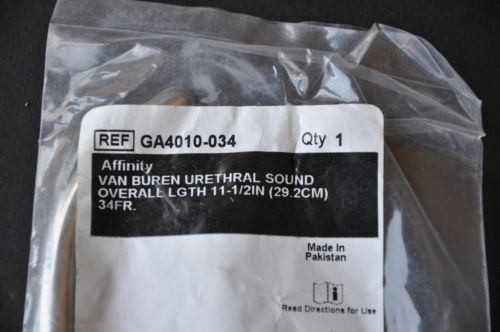 REF GA4010-034 Qty 1
Affinity
VAN BUREN URETHRAL SOUND
OVERALL LGTH 11-1/2IN (29.2CM)
34FR.
Made In
Pakistan
Read Directions for Use